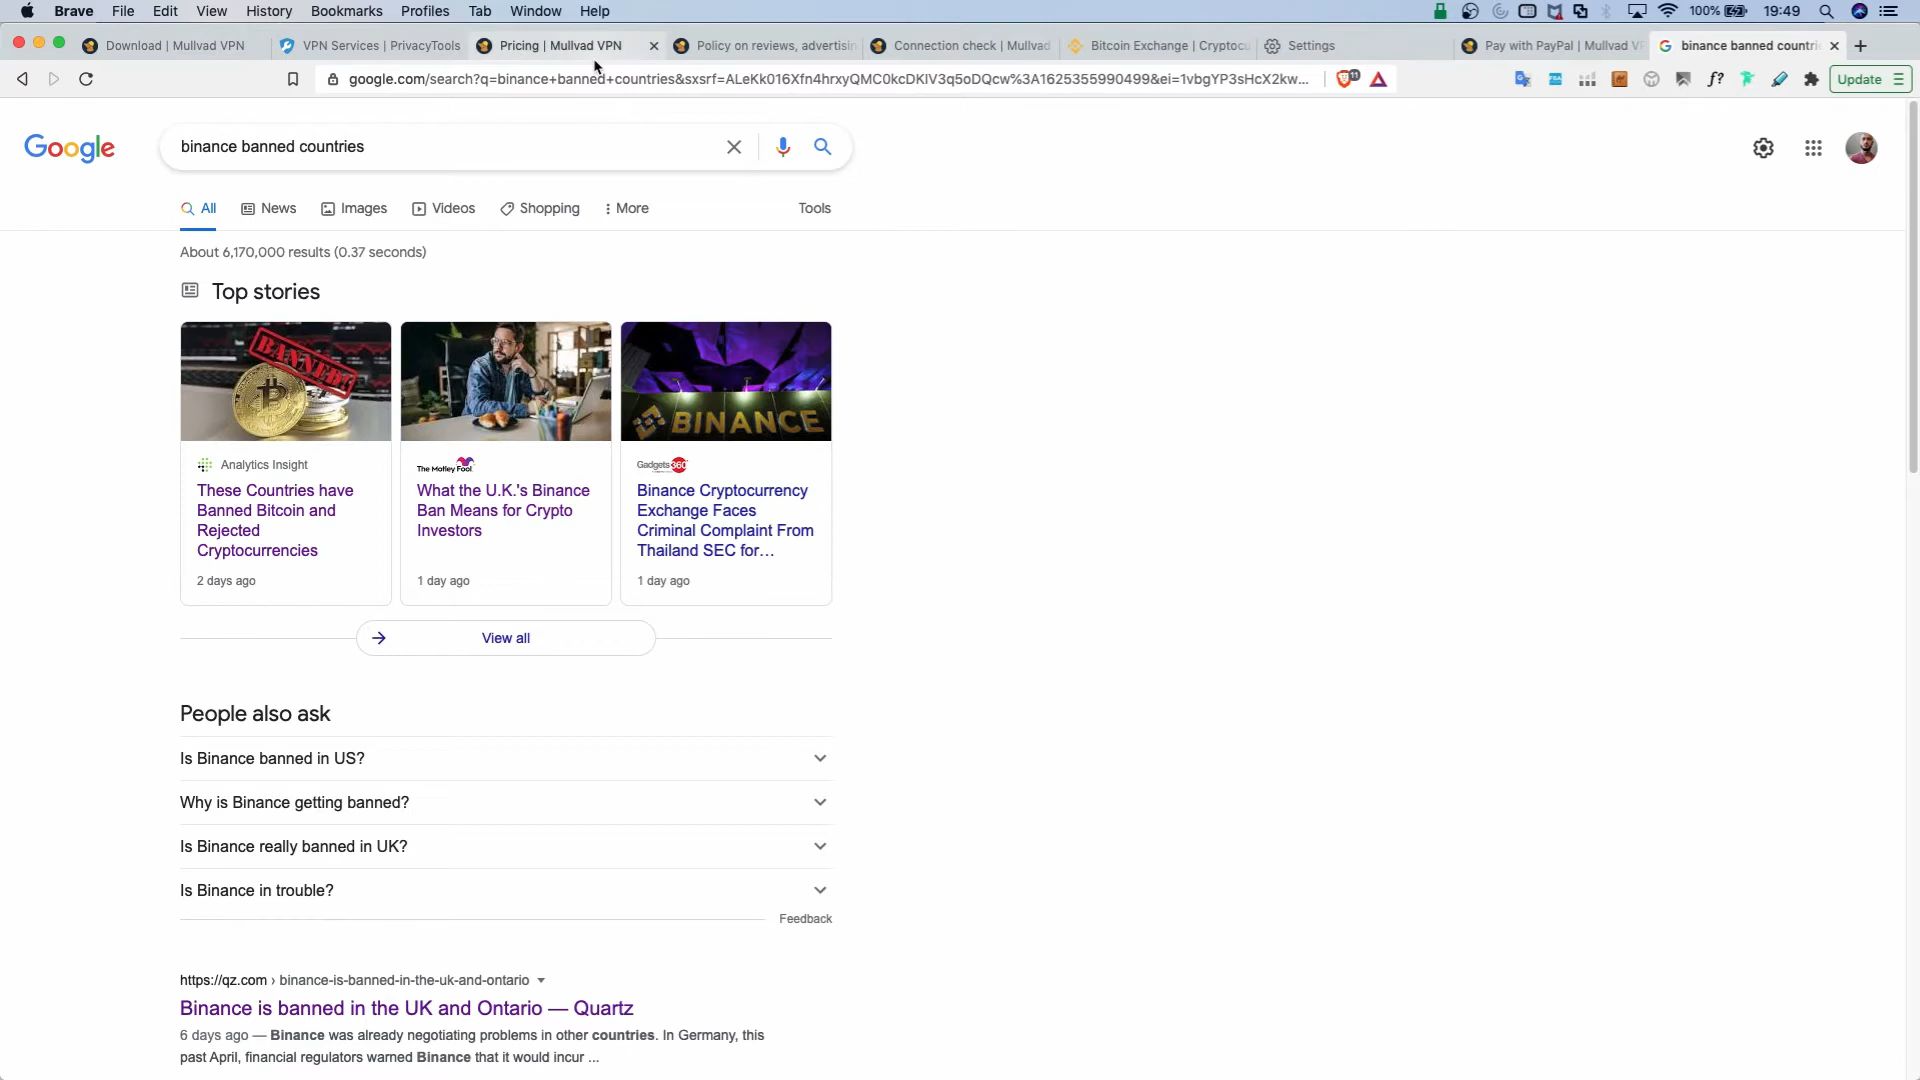 Brave File Edit View History Bookmarks Profiles Tab Window Help 100% 19:49
Download | Mullvad VPN VPN Services | PrivacyTools Pricing | Mullvad VPN Policy on reviews, advertisin Connection check | Mullvad Bitcoin Exchange | Cryptocu Settings Pay with PayPal | Mullvad VP binance banned countri
google.com/search?q=binance+banned+countries&sxsrf=ALeKk016Xfn4hrxyQMC0kcDKIV3q5oDQcw%3A1625355990499&ei=1vbgYP3sHcX2kw... 11 f? Update
Google binance banned countries
All News Images Videos Shopping More Tools
About 6,170,000 results (0.37 seconds)
Top stories
BANNED
BINANCE
Analytics Insight
These Countries have
Banned Bitcoin and
Rejected
Cryptocurrencies
2 days ago
The Motley Fool
What the U.K.'s Binance
Ban Means for Crypto
Investors
1 day ago
Gadgets 360
Binance Cryptocurrency
Exchange Faces
Criminal Complaint From
Thailand SEC for…
1 day ago
View all
People also ask
Is Binance banned in US?
Why is Binance getting banned?
Is Binance really banned in UK?
Is Binance in trouble?
Feedback
https://qz.com › binance-is-banned-in-the-uk-and-ontario
Binance is banned in the UK and Ontario — Quartz
6 days ago — Binance was already negotiating problems in other countries. In Germany, this
past April, financial regulators warned Binance that it would incur ...